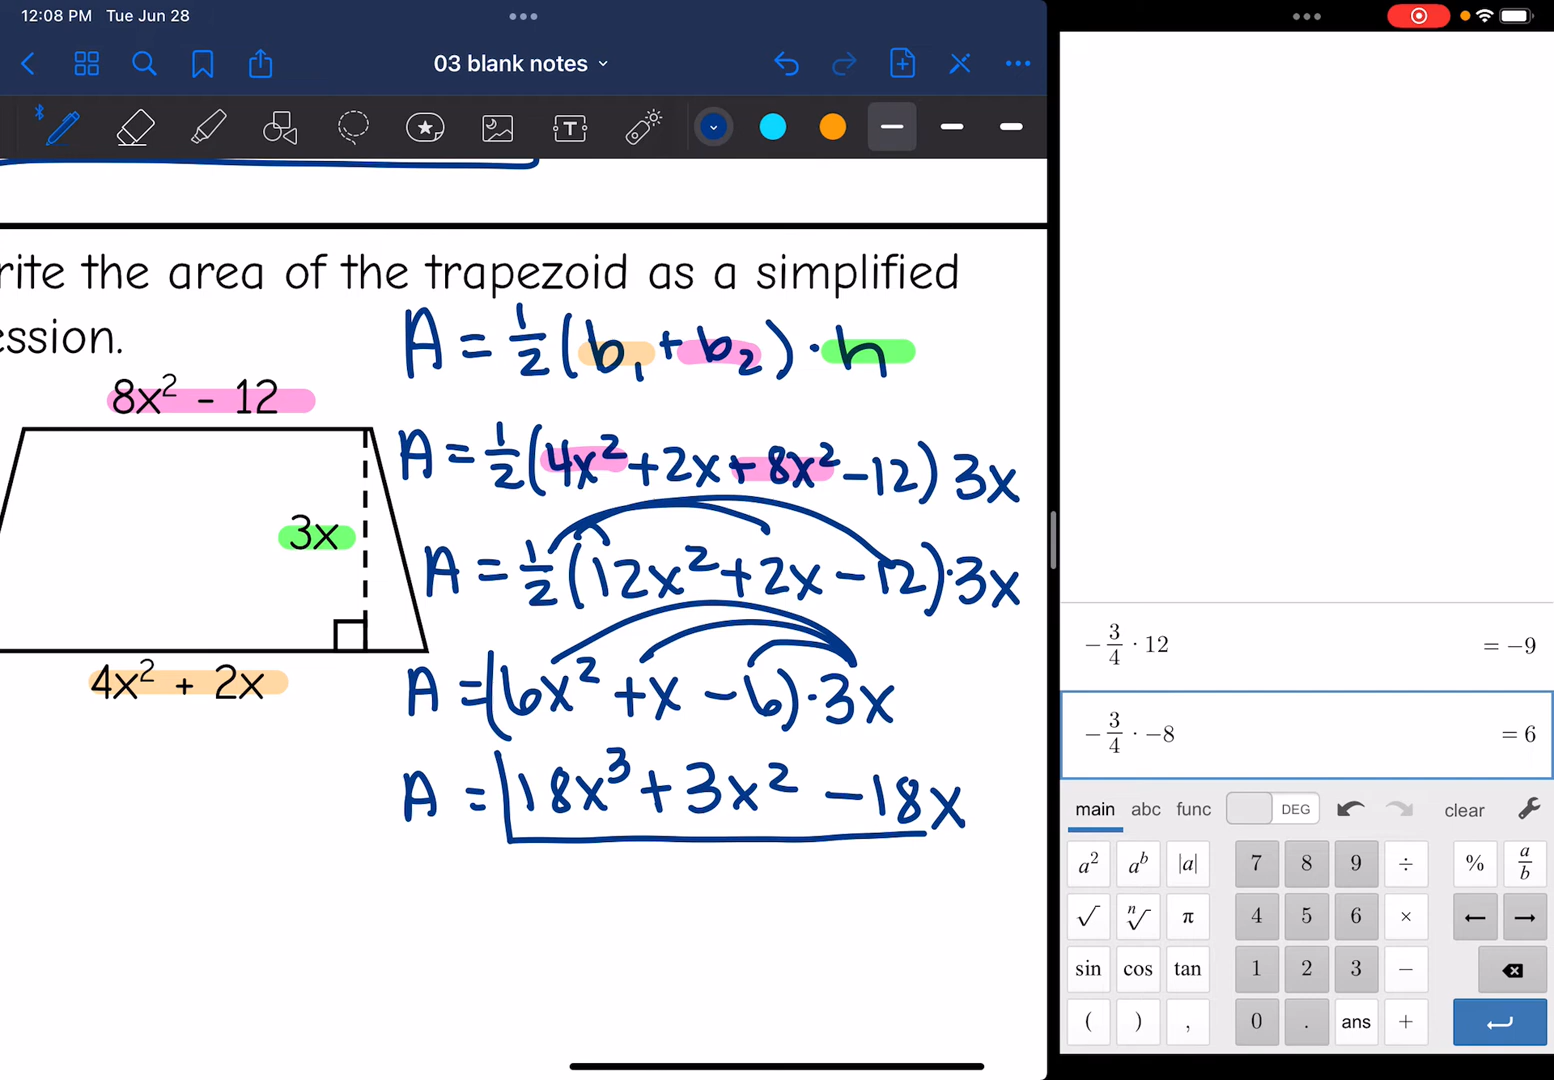 12:08 PM Tue Jun 28
03 blank notes
T
rite the area of the trapezoid as a simplified
ession.
A = ½(b₁ + b₂) · h
8x² - 12
A = ½(4x² + 2x + 8x² - 12) 3x
3x
A = ½(12x² + 2x - 12) · 3x
4x² + 2x
A = (6x² + x - 6) · 3x
A = 18x³ + 3x² - 18x
-3/4 · 12 = -9
-3/4 · -8 = 6
main abc func DEG clear
a² aᵇ |a| 7 8 9 ÷ % a/b
√ ⁿ√ π 4 5 6 × ← →
sin cos tan 1 2 3 −
( ) , 0 . ans +